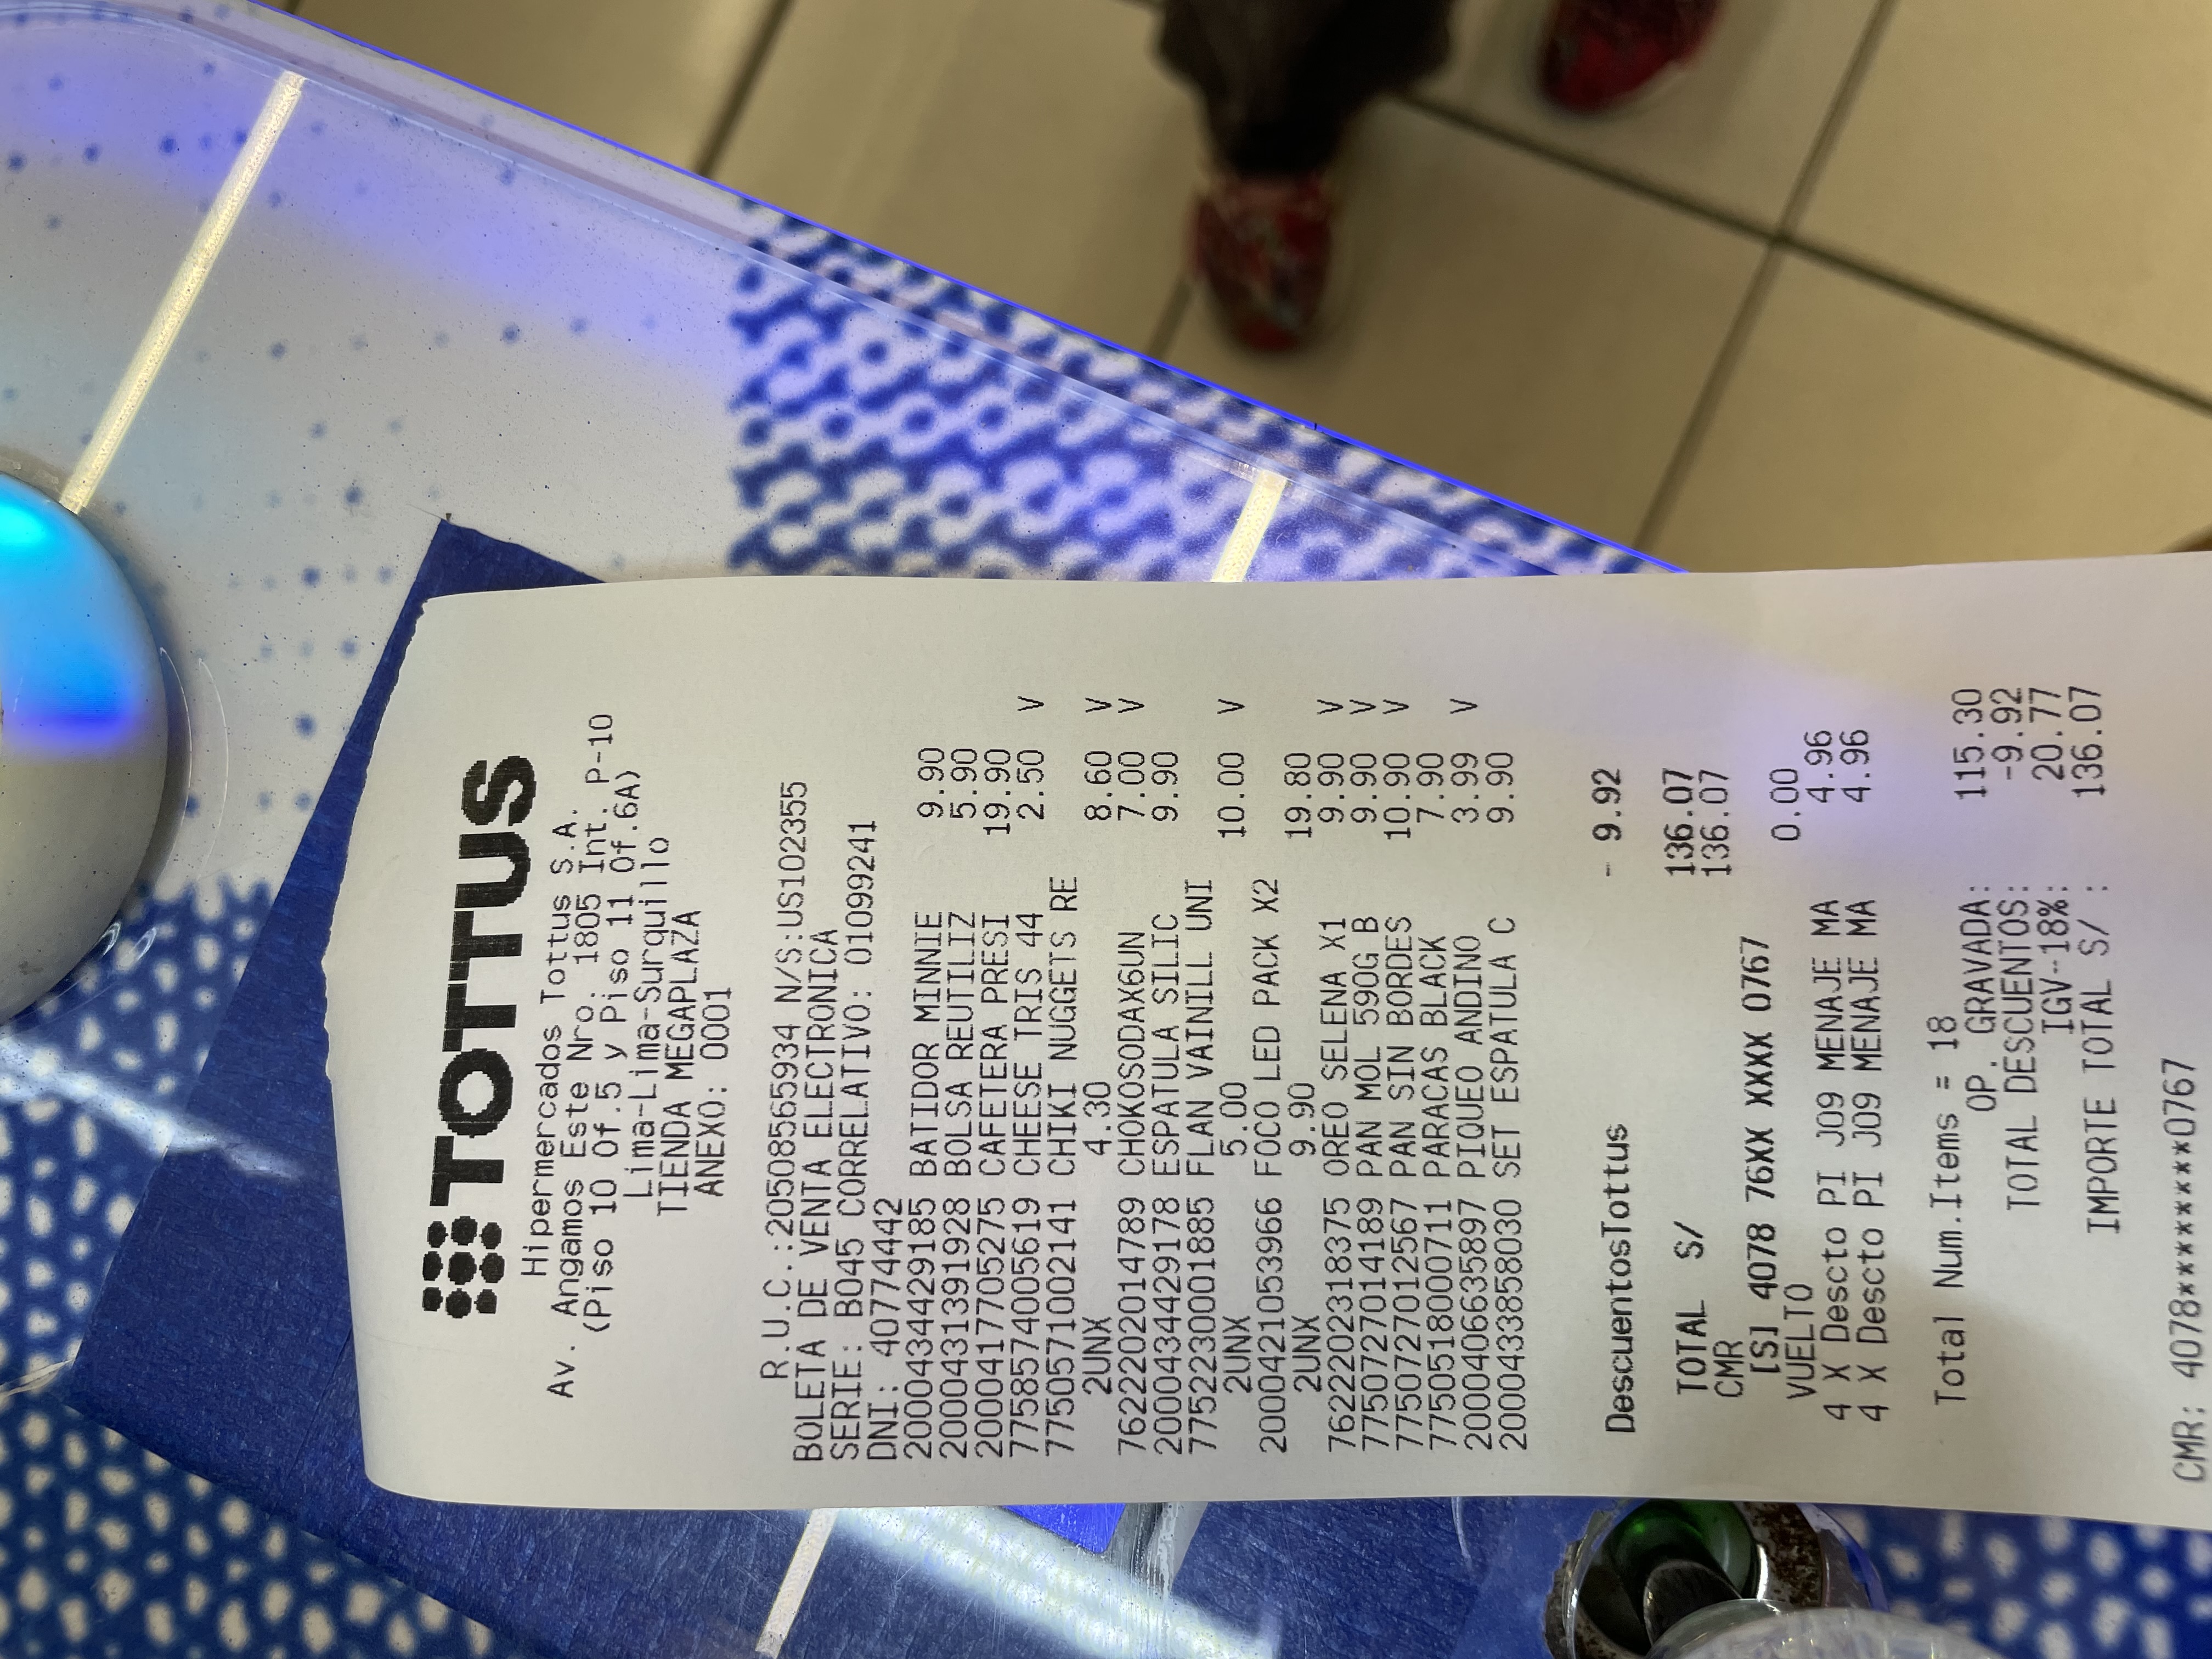 TOTTUS
Hipermercados Tottus S.A.
Av. Angamos Este Nro. 1805 Int. P-10
(Piso 10 Of.5 y Piso 11 Of.6A)
Lima-Lima-Surquillo
TIENDA MEGAPLAZA
ANEXO: 0001
R.U.C.:20508565934 N/S:US102355
BOLETA DE VENTA ELECTRONICA
SERIE: B045 CORRELATIVO: 01099241
DNI: 40774442
2000434429185 BATIDOR MINNIE 9.90
2000431391928 BOLSA REUTILIZ 5.90
2000417705275 CAFETERA PRESI 19.90
7758574005619 CHEESE TRIS 44 2.50 V
7750571002141 CHIKI NUGGETS RE
2UNX 4.30 8.60 V
7622202014789 CHOKOSODAX6UN 7.00 V
2000434429178 ESPATULA SILIC 9.90
7752230001885 FLAN VAINILL UNI
2UNX 5.00 10.00 V
2000421053966 FOCO LED PACK X2
2UNX 9.90 19.80
7622202318375 OREO SELENA X1 9.90 V
7750727014189 PAN MOL 590G B 9.90 V
7750727012567 PAN SIN BORDES 10.90 V
7750518000711 PARACAS BLACK 7.90
2000406635897 PIQUEO ANDINO 3.99 V
2000433858030 SET ESPATULA C 9.90
DescuentosTottus - 9.92
TOTAL S/ 136.07
CMR 136.07
[S] 4078 76XX XXXX 0767
VUELTO 0.00
4 X Descto PI J09 MENAJE MA 4.96
4 X Descto PI J09 MENAJE MA 4.96
Total Num.Items = 18
OP. GRAVADA: 115.30
TOTAL DESCUENTOS: -9.92
IGV-18%: 20.77
IMPORTE TOTAL S/ : 136.07
CMR: 4078********0767